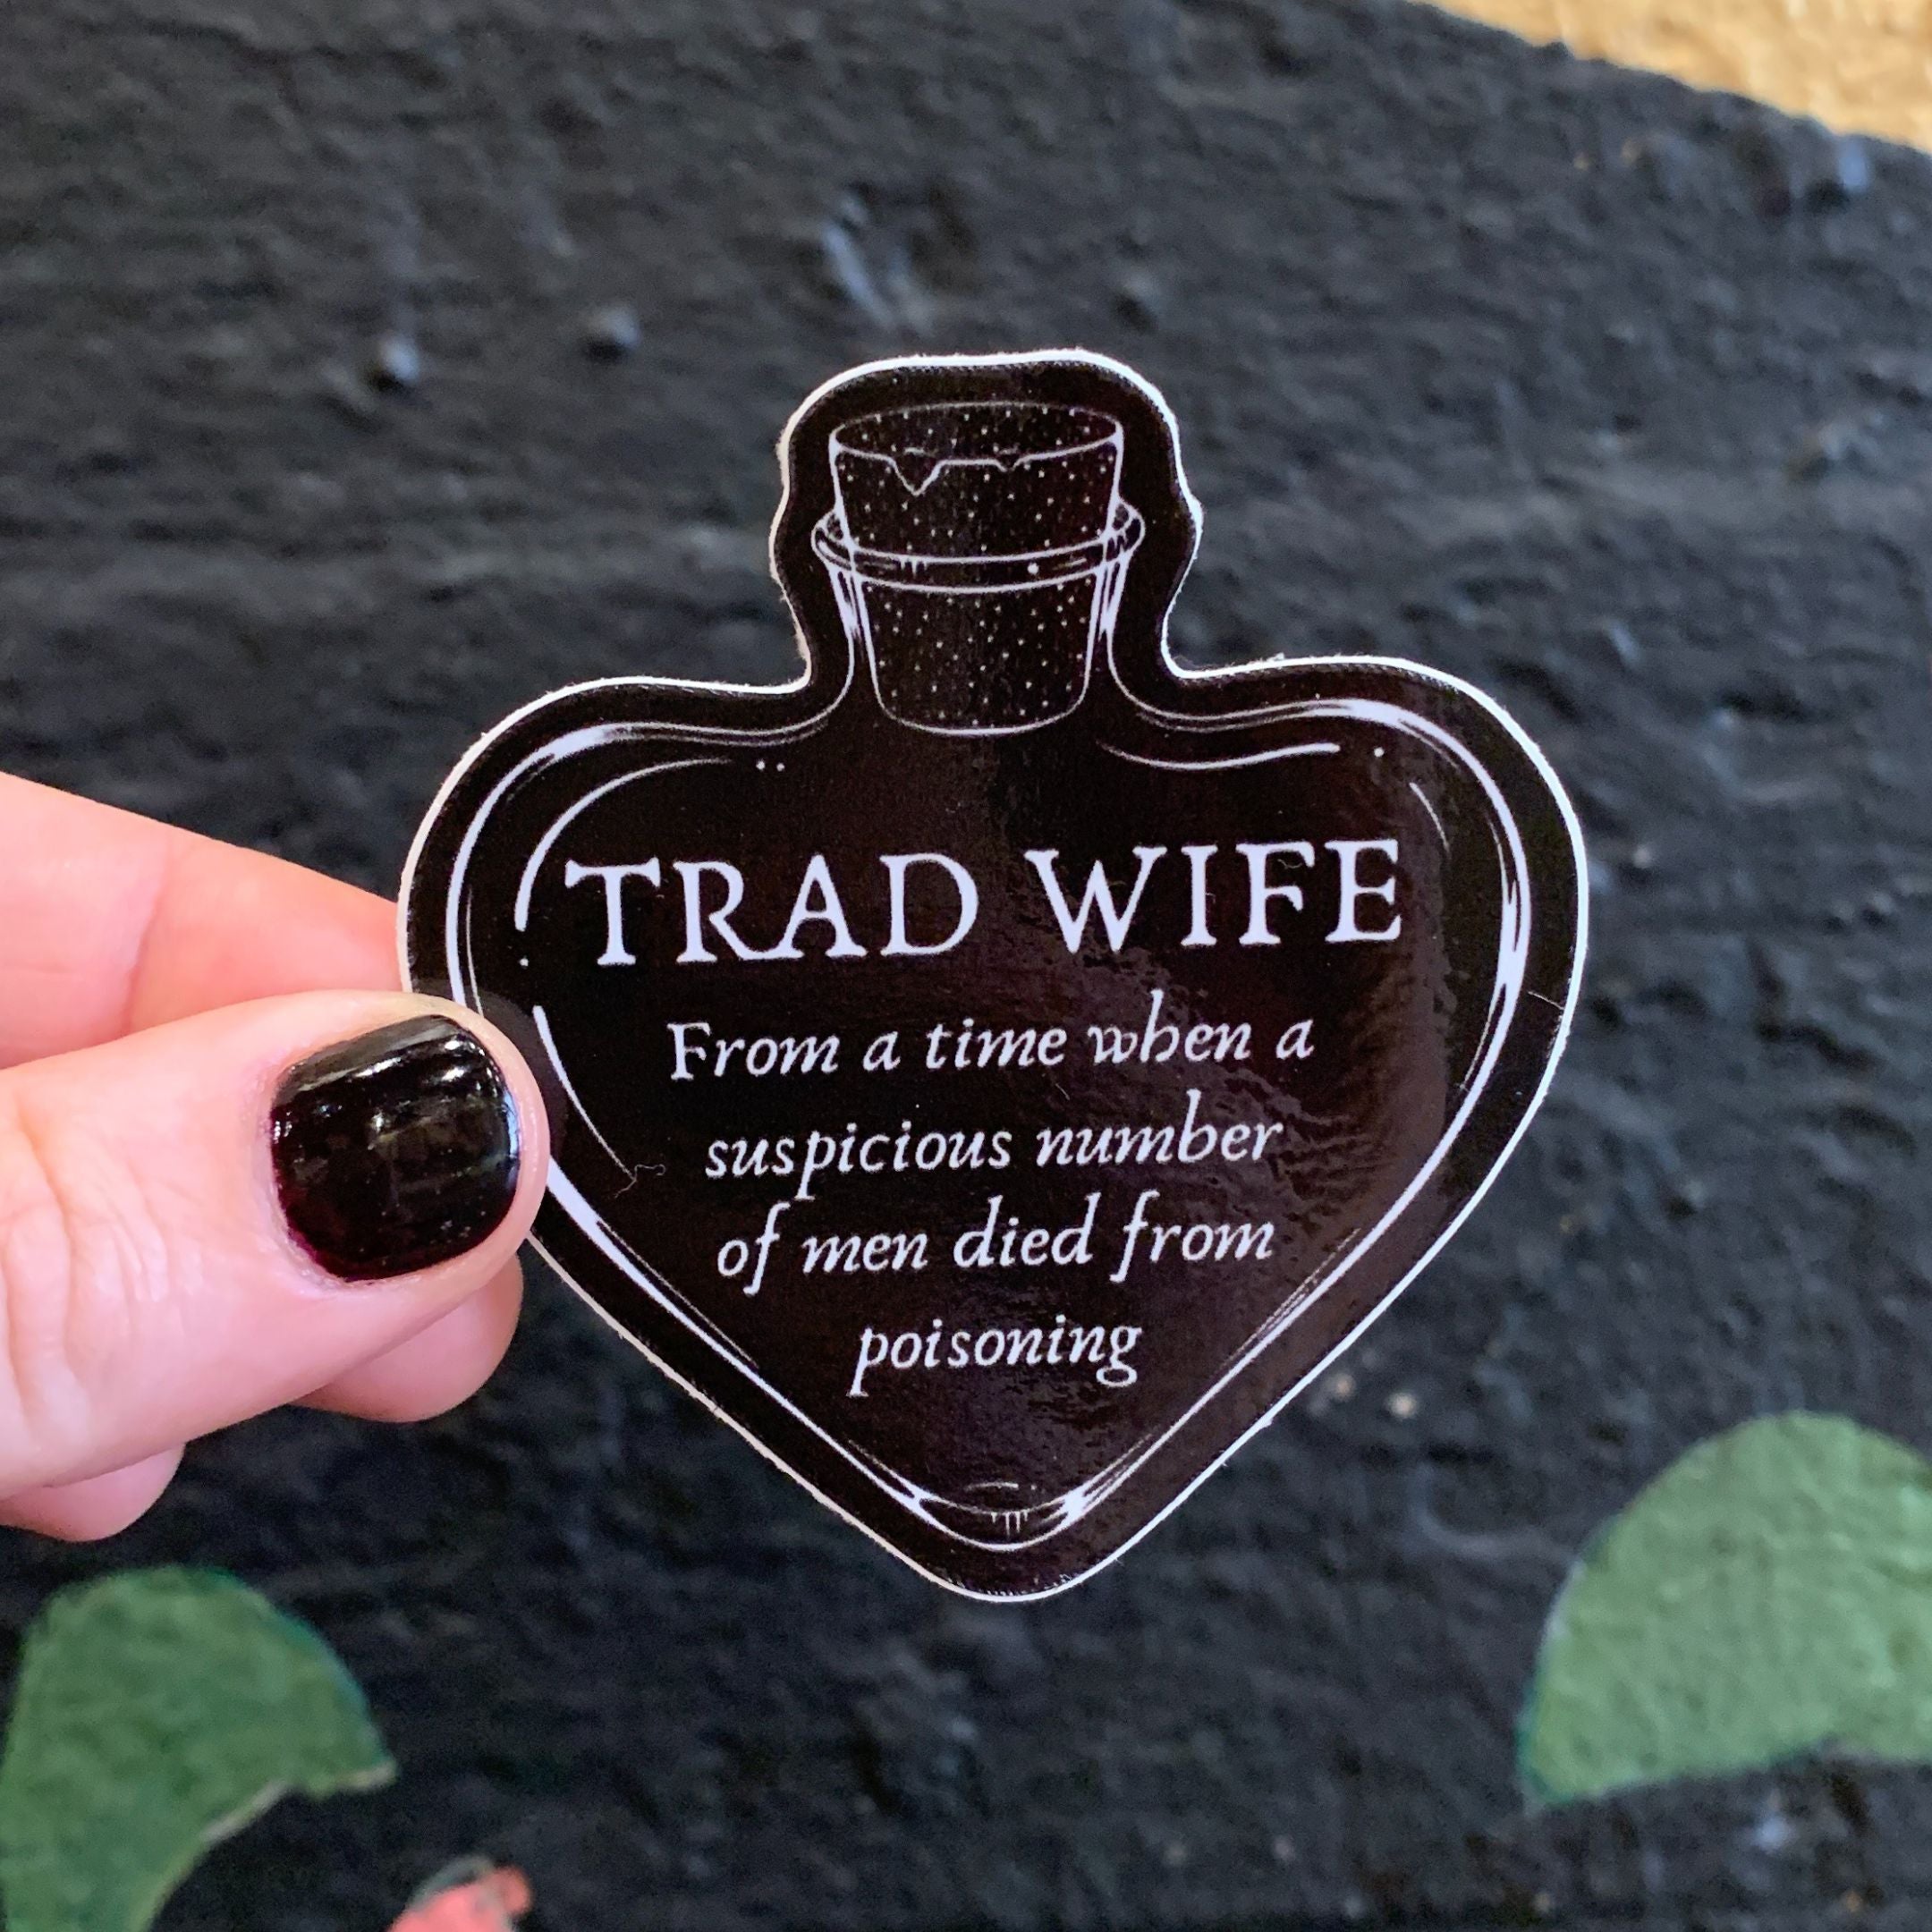 TRAD WIFE
From a time when a
suspicious number
of men died from
poisoning